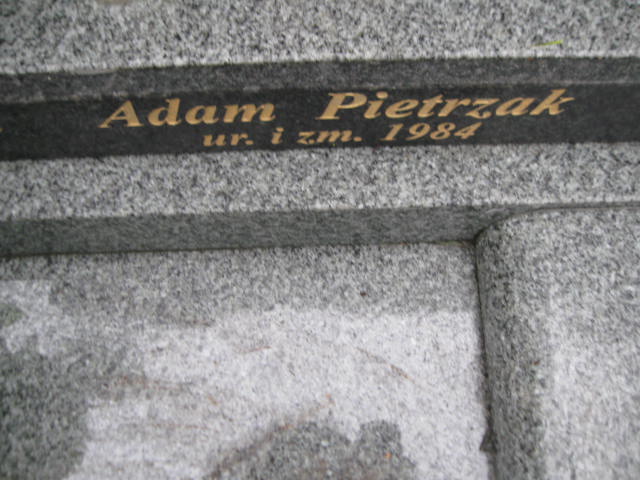 Adam Pietrzak
ur. i zm. 1984